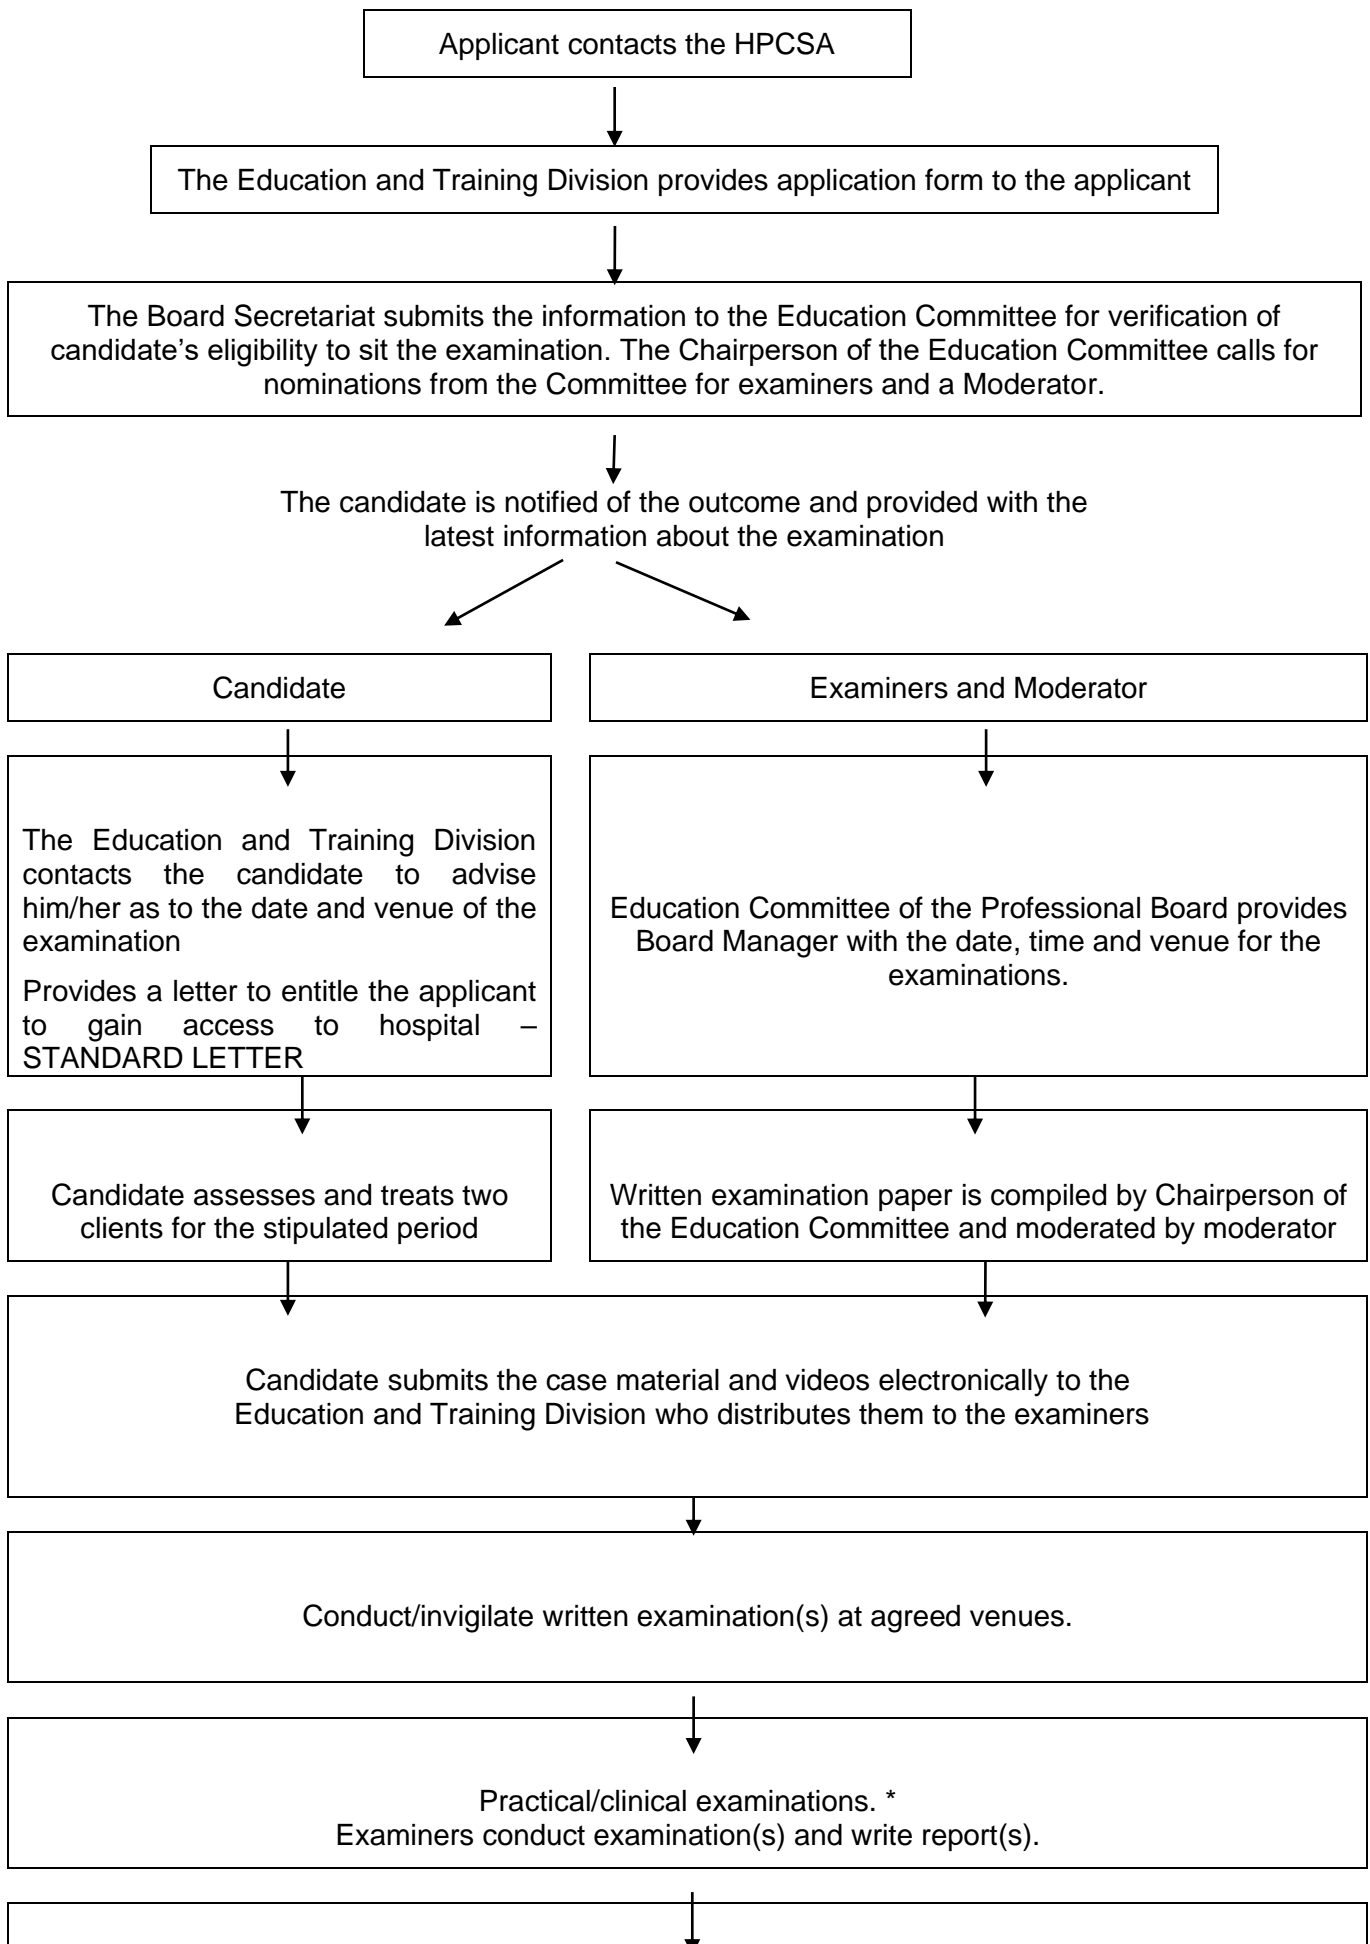 Applicant contacts the HPCSA
The Education and Training Division provides application form to the applicant
The Board Secretariat submits the information to the Education Committee for verification of
candidate's eligibility to sit the examination. The Chairperson of the Education Committee calls for
nominations from the Committee for examiners and a Moderator.
The candidate is notified of the outcome and provided with the
latest information about the examination
Candidate
Examiners and Moderator
The Education and Training Division
contacts the candidate to advise
him/her as to the date and venue of the
examination
Provides a letter to entitle the applicant
to gain access to hospital –
STANDARD LETTER
Education Committee of the Professional Board provides
Board Manager with the date, time and venue for the
examinations.
Candidate assesses and treats two
clients for the stipulated period
Written examination paper is compiled by Chairperson of
the Education Committee and moderated by moderator
Candidate submits the case material and videos electronically to the
Education and Training Division who distributes them to the examiners
Conduct/invigilate written examination(s) at agreed venues.
Practical/clinical examinations. *
Examiners conduct examination(s) and write report(s).